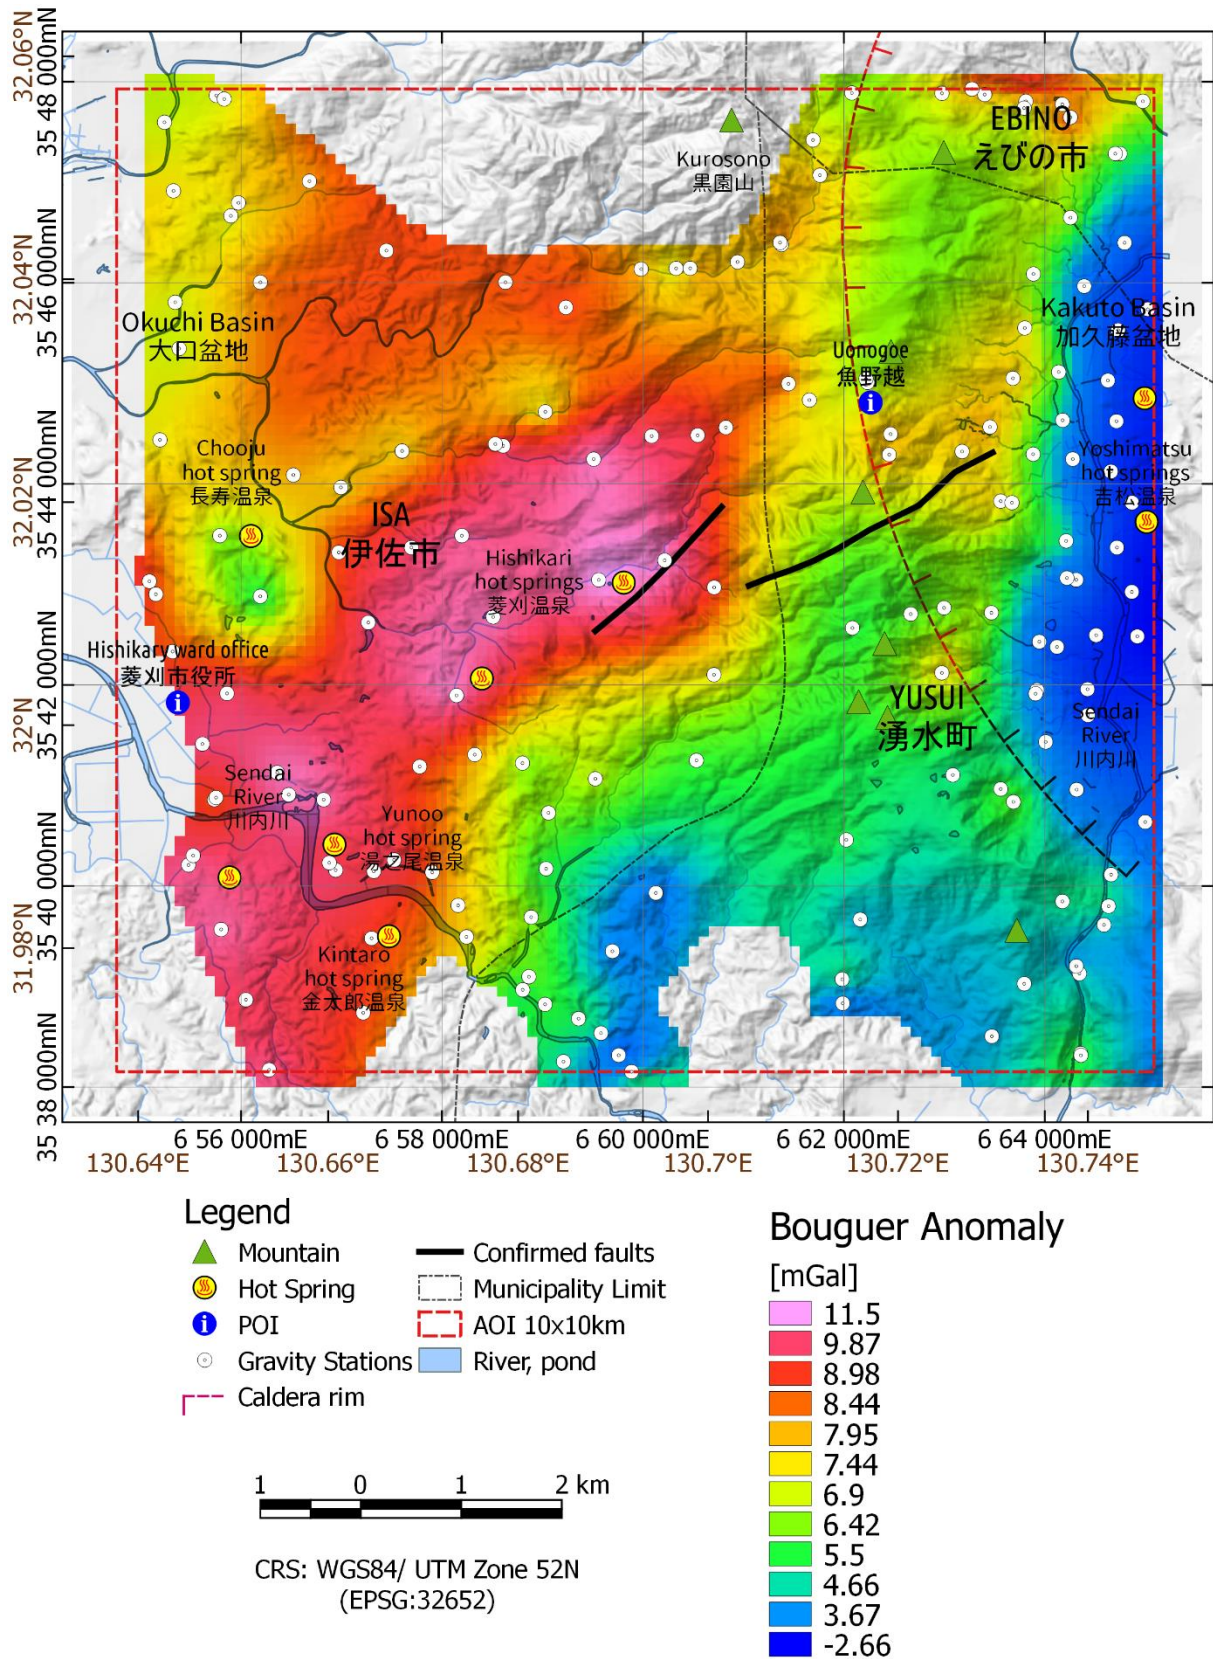 32.06°N
35 48 000mN
32.04°N
35 46 000mN
32.02°N
35 44 000mN
32°N
35 42 000mN
31.98°N
35 40 000mN
35 38 000mN
Kurosono
黒園山
EBINO
えびの市
Okuchi Basin
大口盆地
Kakuto Basin
加久藤盆地
Uonogoe
魚野越
Chooju
hot spring
長寿温泉
Yoshimatsu
hot springs
吉松温泉
ISA
伊佐市
Hishikari
hot springs
菱刈温泉
Hishikary ward office
菱刈市役所
YUSUI
湧水町
Sendai
River
川内川
Sendai
River
川内川
Yunoo
hot spring
湯之尾温泉
Kintaro
hot spring
金太郎温泉
6 56 000mE
6 58 000mE
6 60 000mE
6 62 000mE
6 64 000mE
130.64°E
130.66°E
130.68°E
130.7°E
130.72°E
130.74°E
Legend
Mountain
Hot Spring
POI
Gravity Stations
Caldera rim
Confirmed faults
Municipality Limit
AOI 10x10km
River, pond
1 0 1 2 km
CRS: WGS84/ UTM Zone 52N
(EPSG:32652)
Bouguer Anomaly
[mGal]
11.5
9.87
8.98
8.44
7.95
7.44
6.9
6.42
5.5
4.66
3.67
-2.66